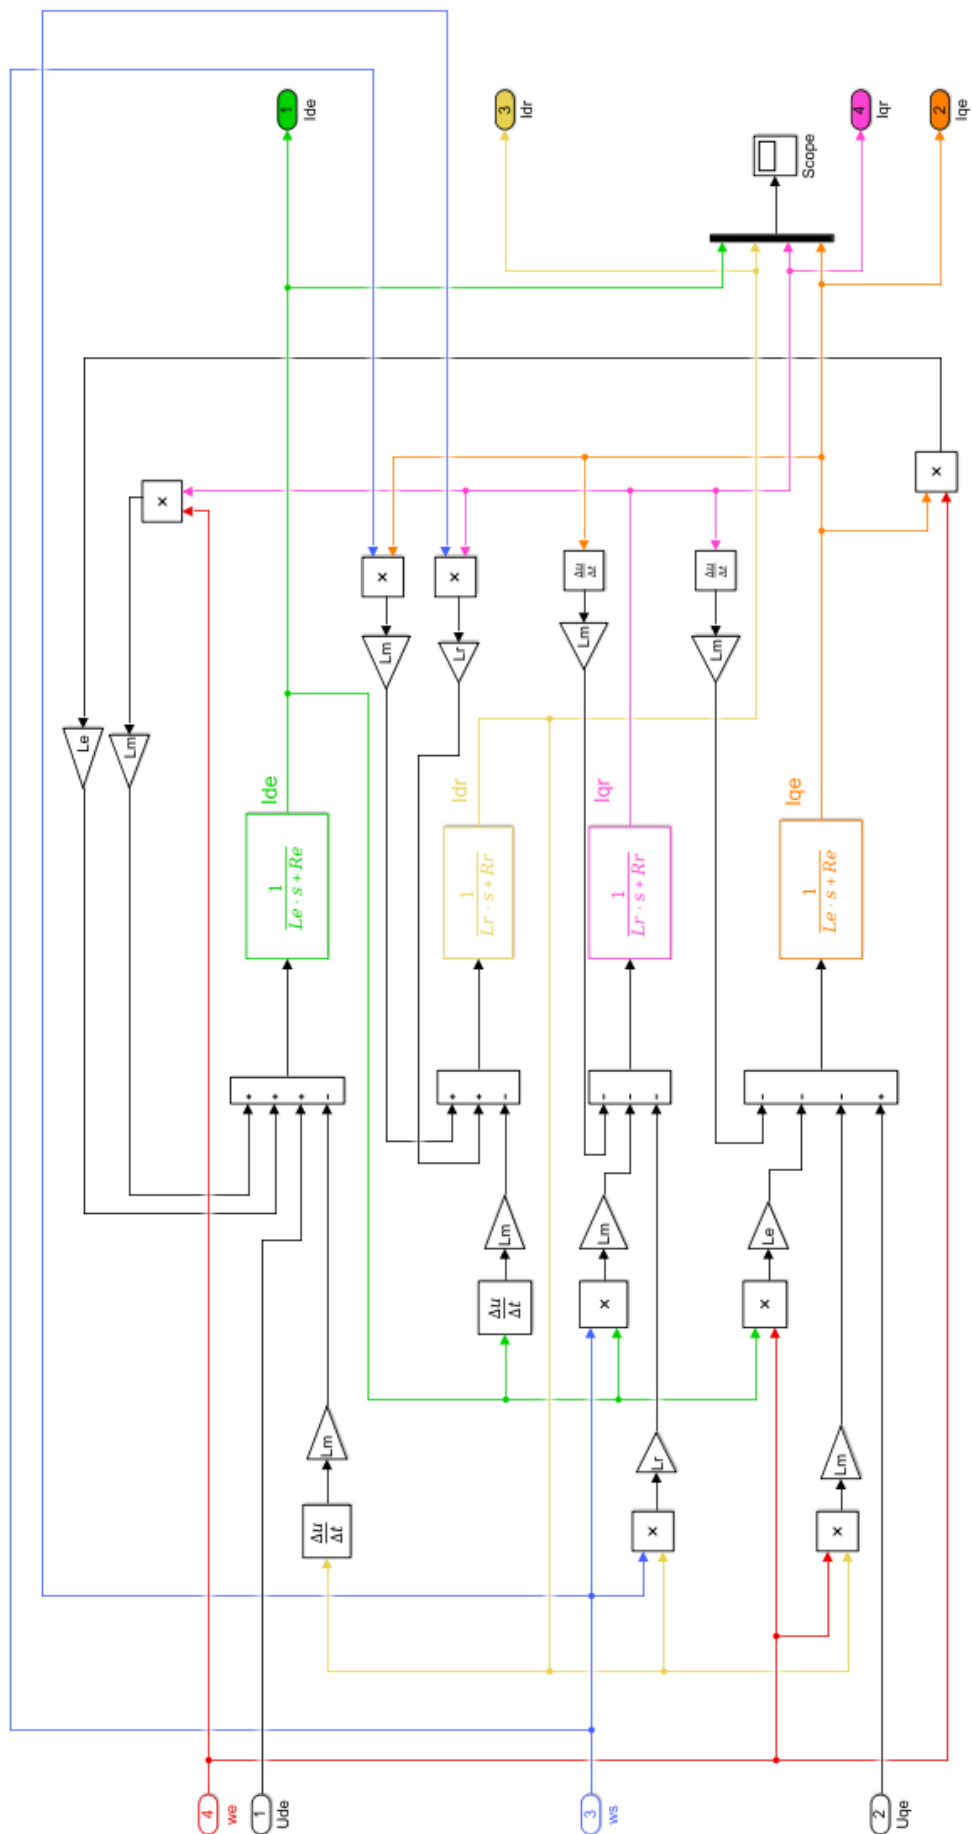 Le
Lm
×
4
we
1
Ude
Δu
Δt
Lm
+
+
+
-
Ide
1
Le · s + Re
1
Ide
×
Lm
×
Lr
Δu
Δt
Lm
+
+
-
Idr
1
Lr · s + Rr
3
Idr
3
ws
×
Lm
×
Lr
Δu
Δt
Lm
-
-
-
Iqr
1
Lr · s + Rr
Δu
Δt
Lm
×
Le
×
Lm
-
-
-
+
Iqe
1
Le · s + Re
Scope
4
Iqr
2
Uqe
×
2
Iqe